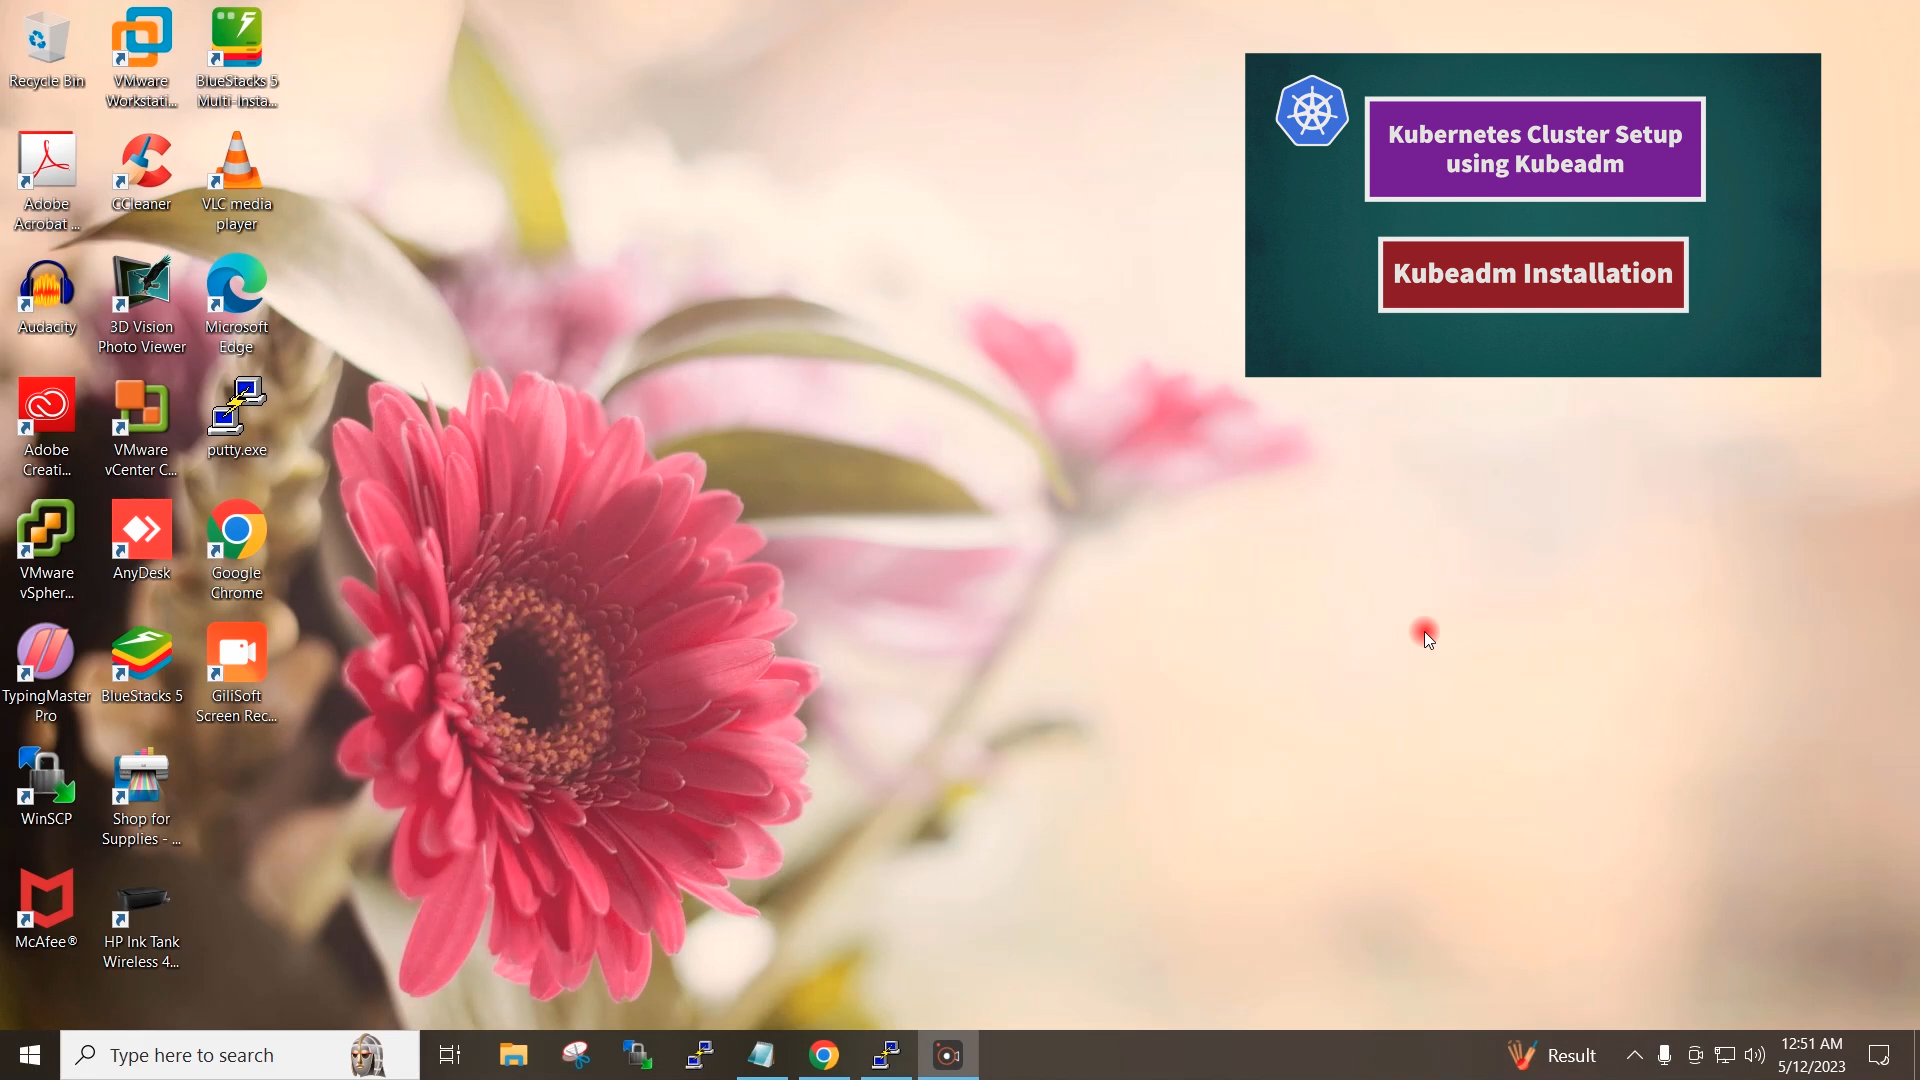 Recycle Bin
VMware
Workstati...
BlueStacks 5
Multi-Insta...
Adobe
Acrobat ...
CCleaner
VLC media
player
Audacity
3D Vision
Photo Viewer
Microsoft
Edge
Adobe
Creati...
VMware
vCenter C...
putty.exe
VMware
vSpher...
AnyDesk
Google
Chrome
TypingMaster
Pro
BlueStacks 5
GiliSoft
Screen Rec...
WinSCP
Shop for
Supplies - ...
McAfee®
HP Ink Tank
Wireless 4...
Kubernetes Cluster Setup
using Kubeadm
Kubeadm Installation
Type here to search
Result
12:51 AM
5/12/2023